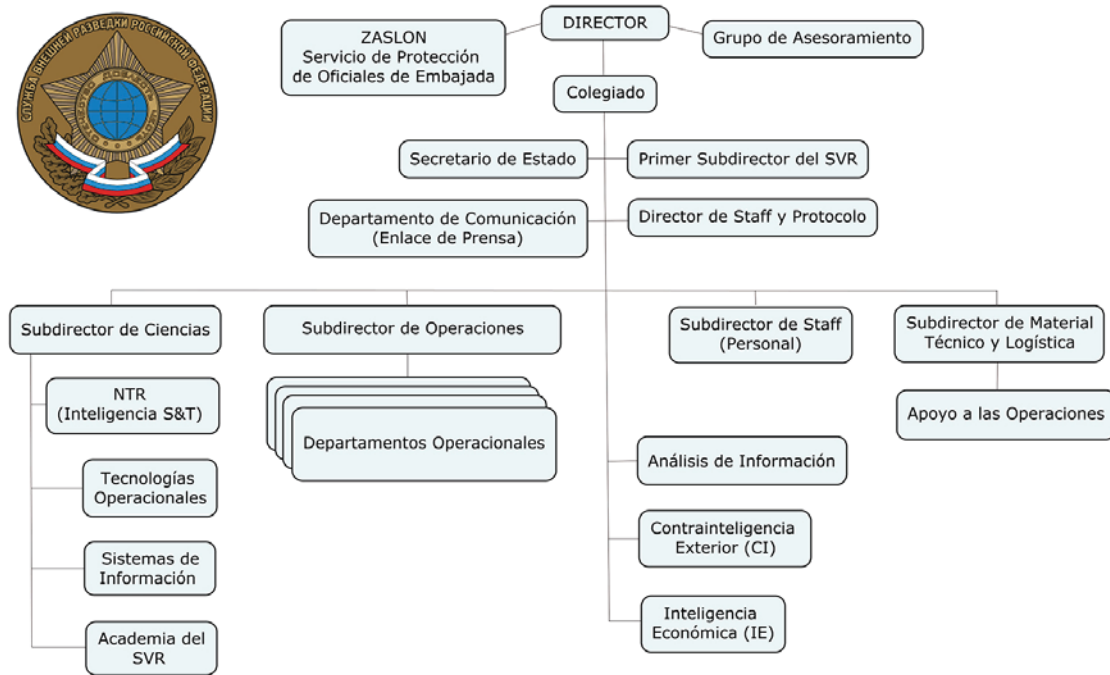 СЛУЖБА ВНЕШНЕЙ РАЗВЕДКИ РОССИЙСКОЙ ФЕДЕРАЦИИ
ОТЕЧЕСТВО ДОБЛЕСТЬ ЧЕСТЬ
DIRECTOR
ZASLON
Servicio de Protección
de Oficiales de Embajada
Grupo de Asesoramiento
Colegiado
Secretario de Estado
Primer Subdirector del SVR
Departamento de Comunicación
(Enlace de Prensa)
Director de Staff y Protocolo
Subdirector de Ciencias
Subdirector de Operaciones
Subdirector de Staff
(Personal)
Subdirector de Material
Técnico y Logística
NTR
(Inteligencia S&T)
Departamentos Operacionales
Apoyo a las Operaciones
Análisis de Información
Tecnologías
Operacionales
Contrainteligencia
Exterior (CI)
Sistemas de
Información
Inteligencia
Económica (IE)
Academia del
SVR